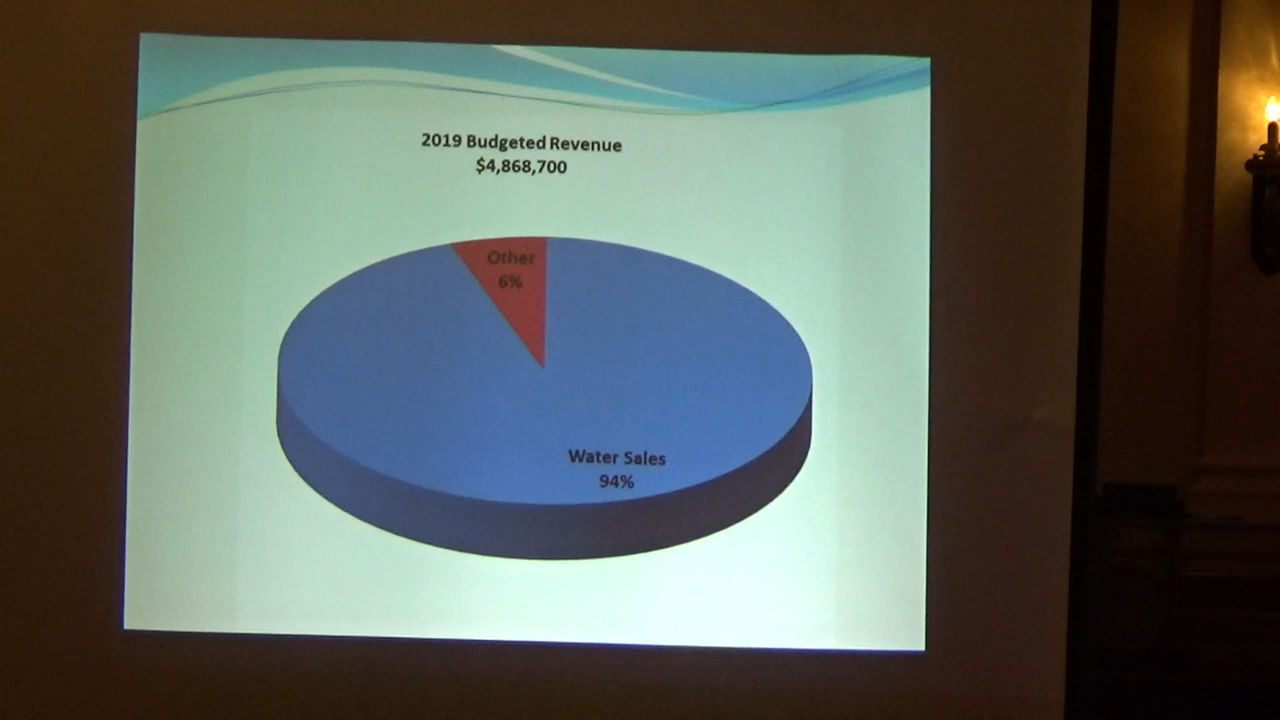 2019 Budgeted Revenue
$4,868,700
Other
6%
Water Sales
94%